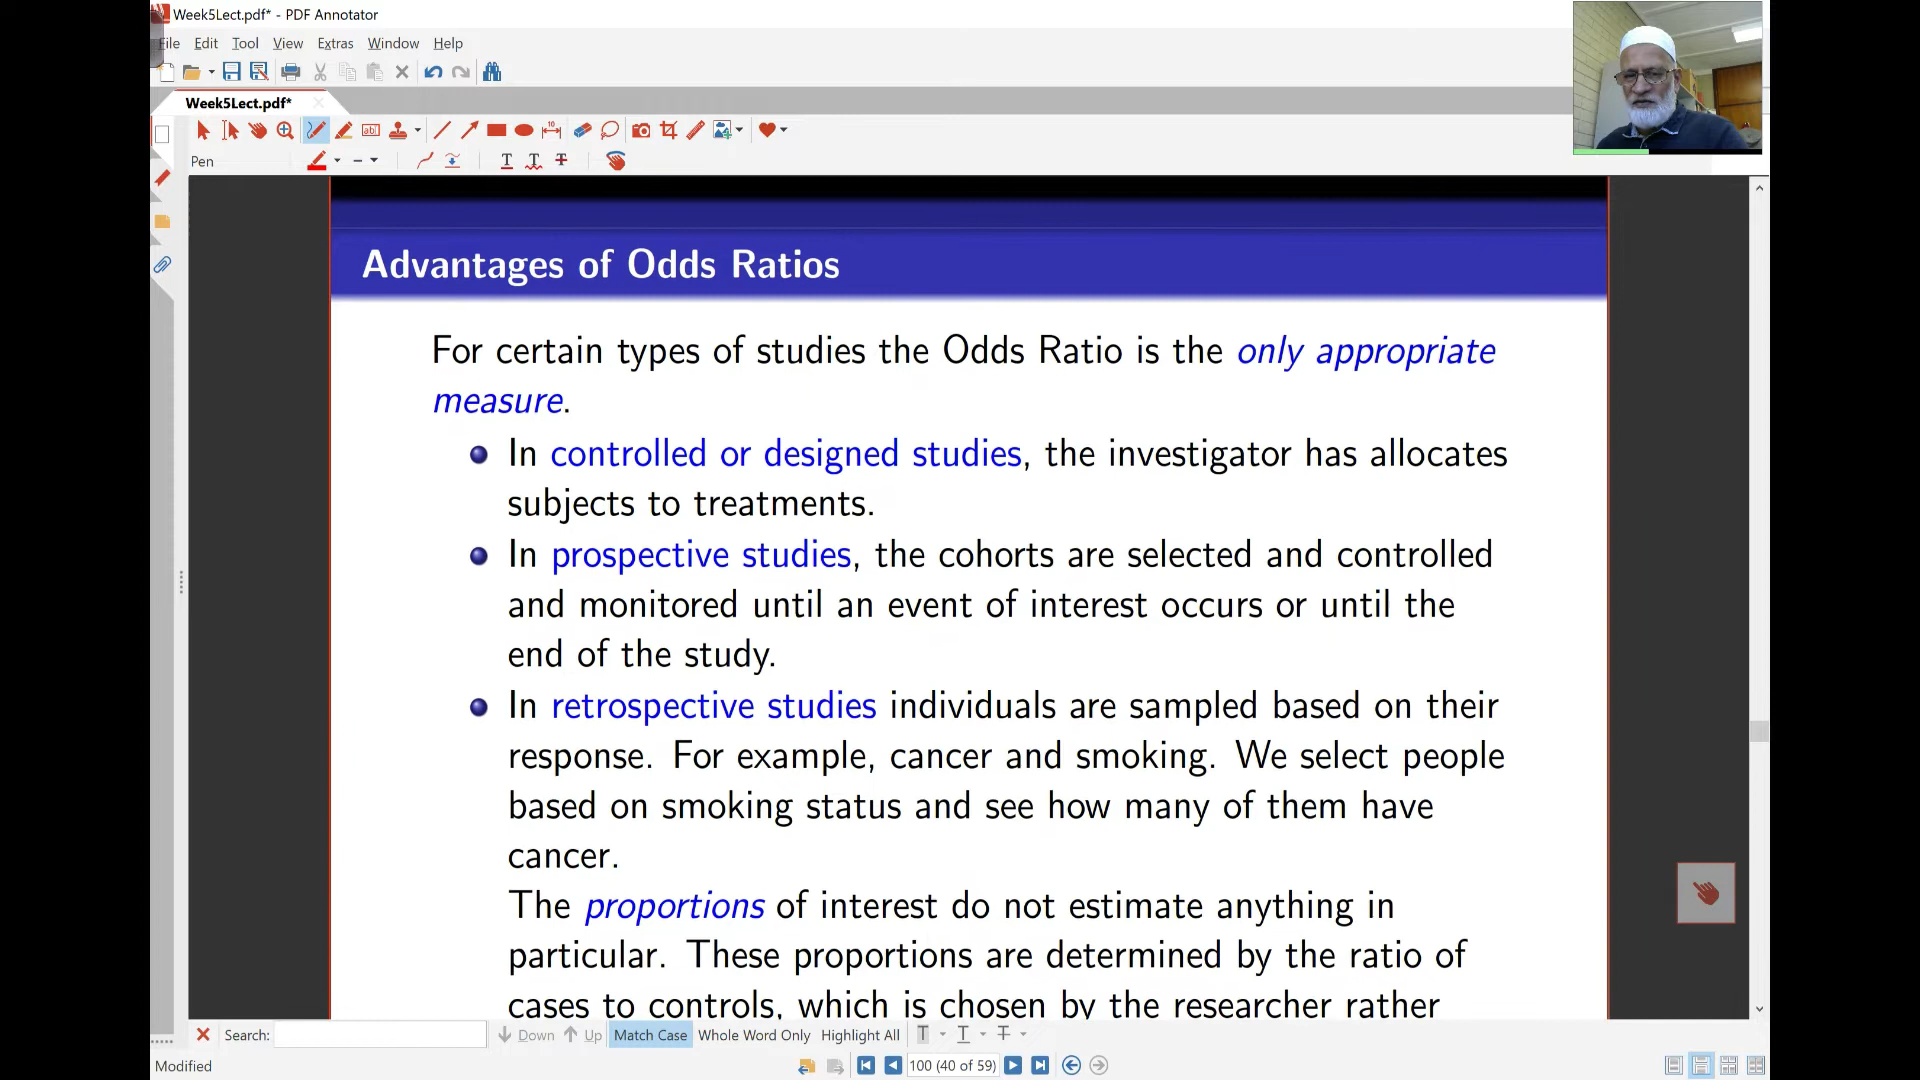 Week5Lect.pdf* - PDF Annotator
File Edit Tool View Extras Window Help
Week5Lect.pdf*
Pen
Advantages of Odds Ratios
For certain types of studies the Odds Ratio is the only appropriate
measure.
In controlled or designed studies, the investigator has allocates
subjects to treatments.
In prospective studies, the cohorts are selected and controlled
and monitored until an event of interest occurs or until the
end of the study.
In retrospective studies individuals are sampled based on their
response. For example, cancer and smoking. We select people
based on smoking status and see how many of them have
cancer.
The proportions of interest do not estimate anything in
particular. These proportions are determined by the ratio of
cases to controls, which is chosen by the researcher rather
Search: Down Up Match Case Whole Word Only Highlight All
Modified 100 (40 of 59)